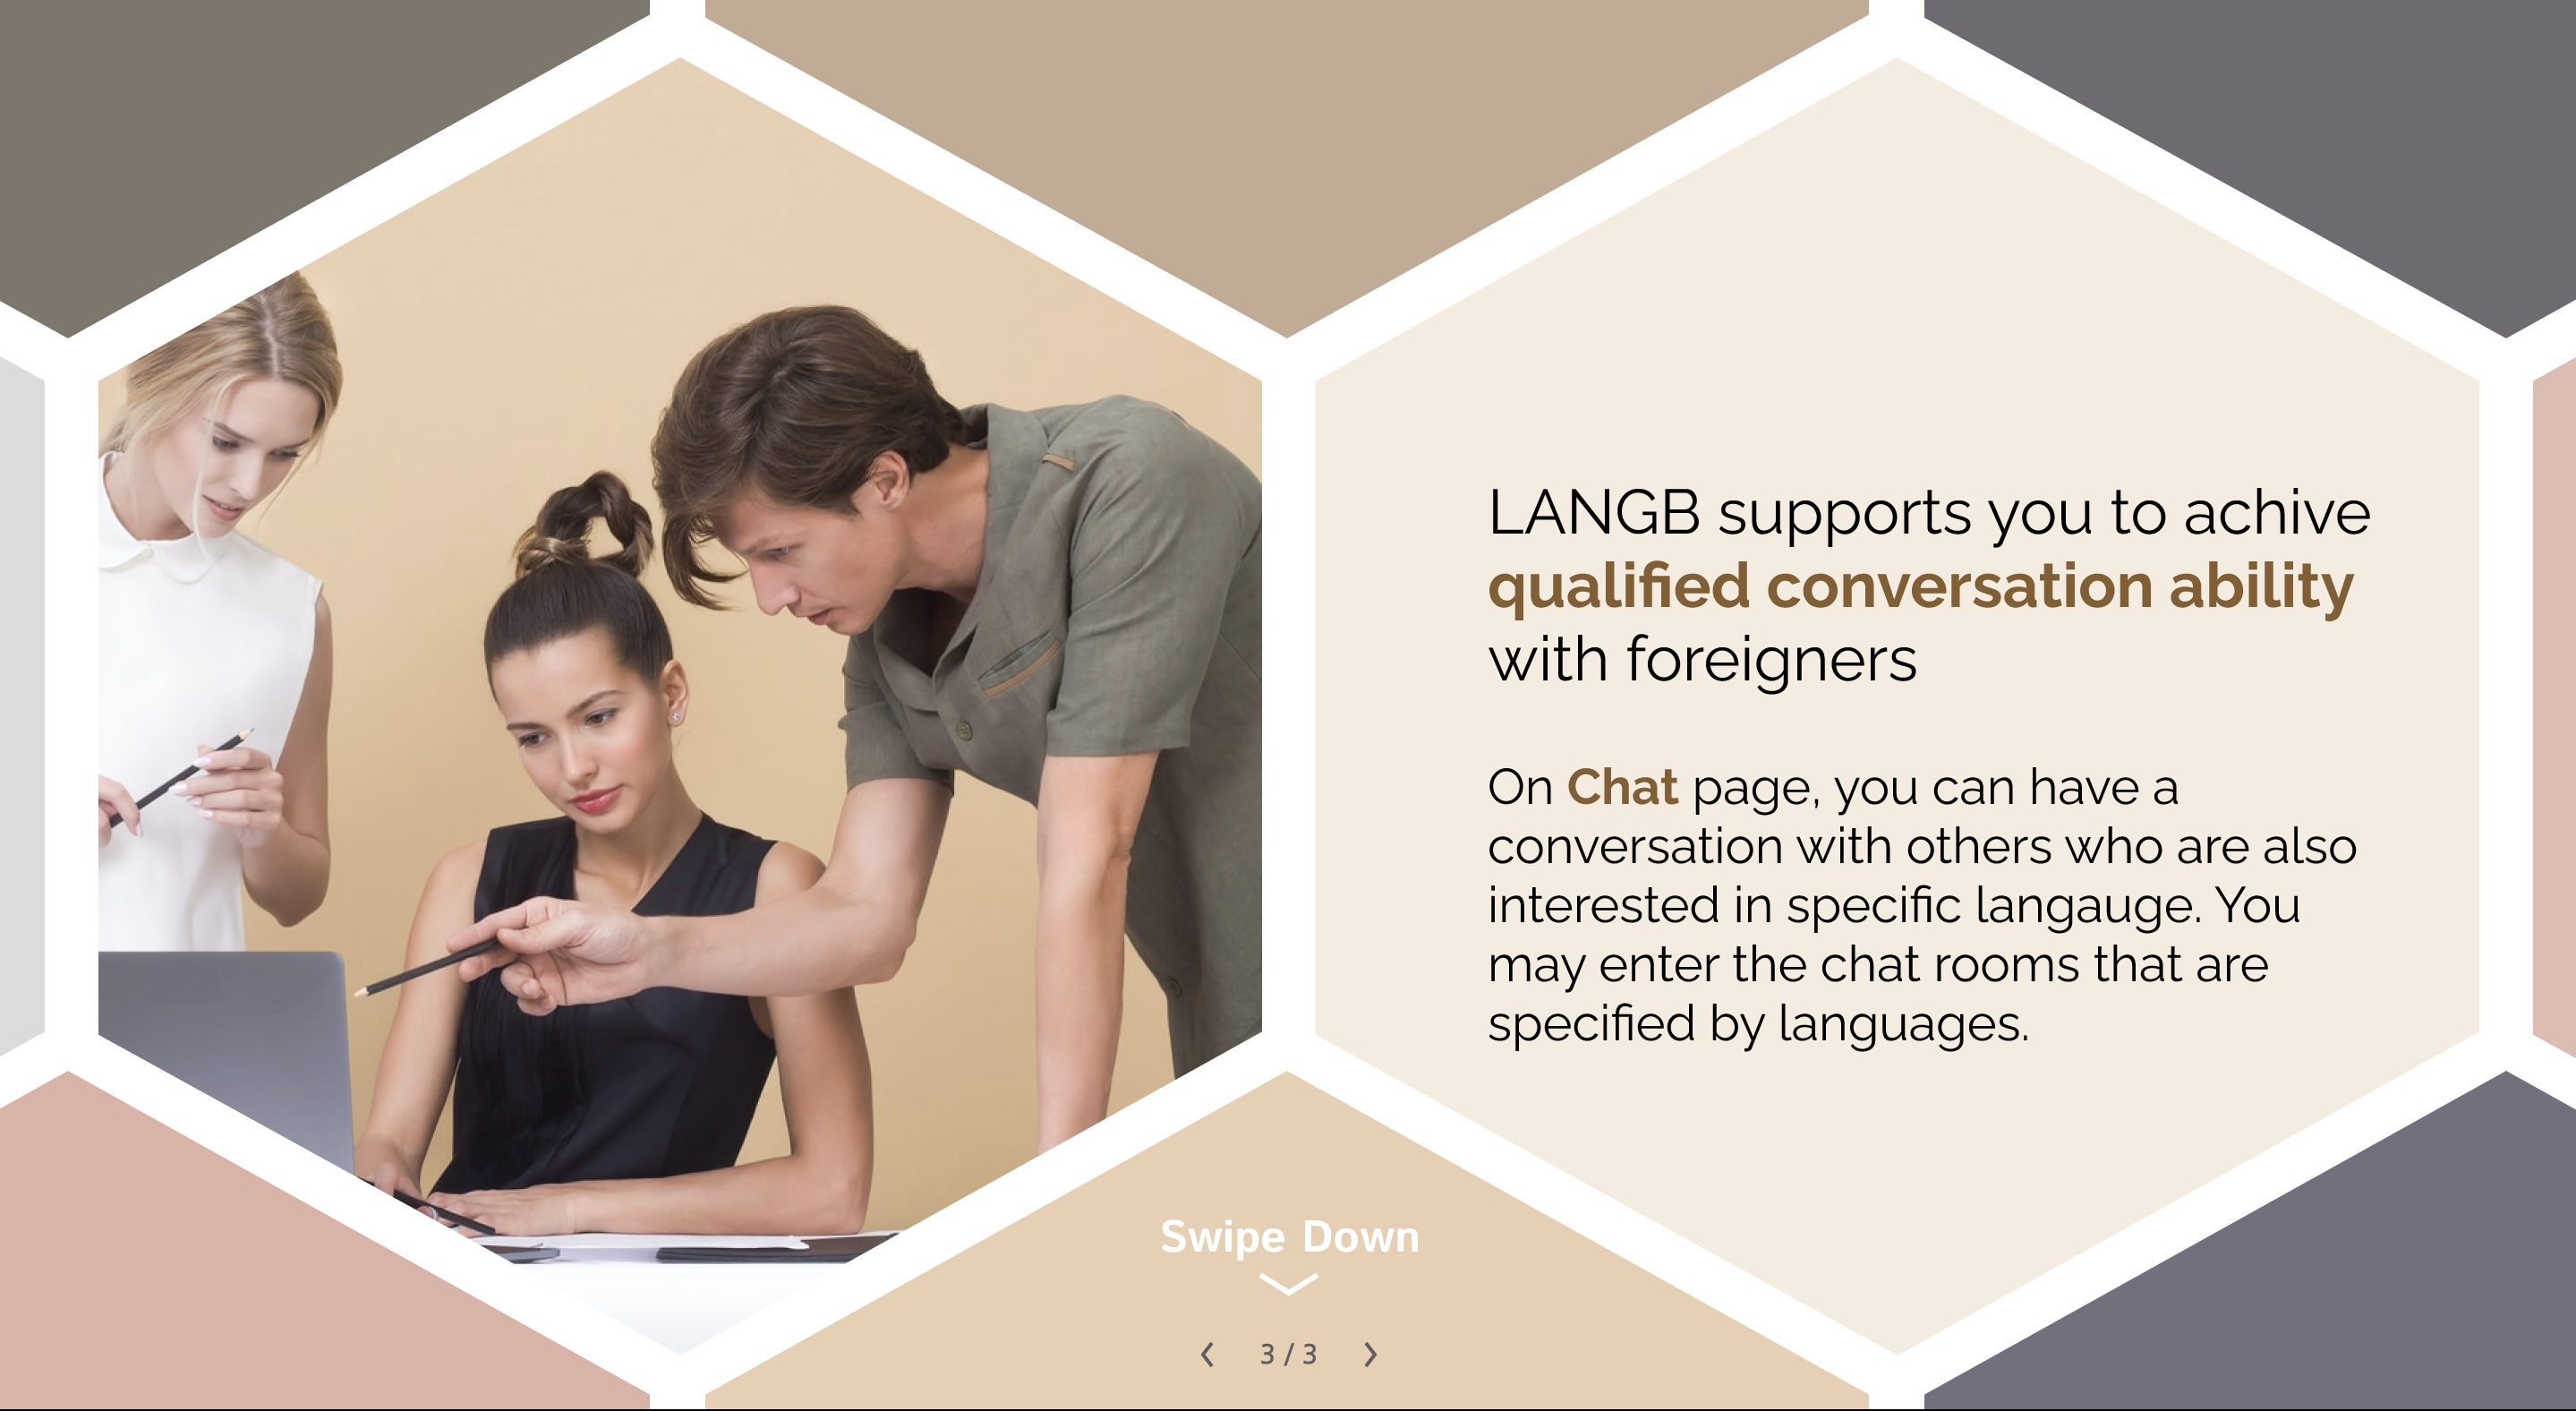 LANGB supports you to achive
qualified conversation ability
with foreigners
On Chat page, you can have a
conversation with others who are also
interested in specific langauge. You
may enter the chat rooms that are
specified by languages.
Swipe Down
3 / 3